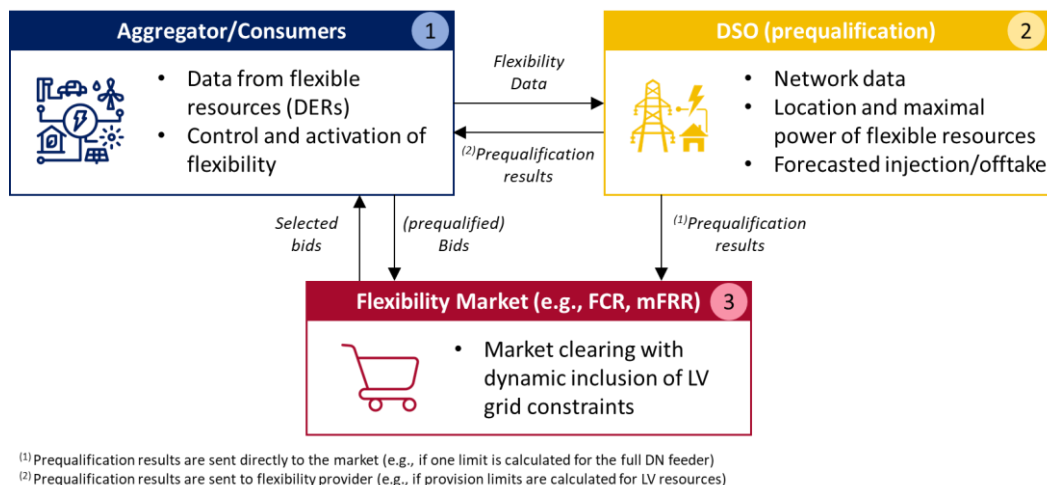 Aggregator/Consumers
1
• Data from flexible
resources (DERs)
• Control and activation of
flexibility
Flexibility
Data
(2)Prequalification
results
DSO (prequalification)
2
• Network data
• Location and maximal
power of flexible resources
• Forecasted injection/offtake
Selected
bids
(prequalified)
Bids
(1)Prequalification
results
Flexibility Market (e.g., FCR, mFRR)
3
• Market clearing with
dynamic inclusion of LV
grid constraints
(1) Prequalification results are sent directly to the market (e.g., if one limit is calculated for the full DN feeder)
(2) Prequalification results are sent to flexibility provider (e.g., if provision limits are calculated for LV resources)